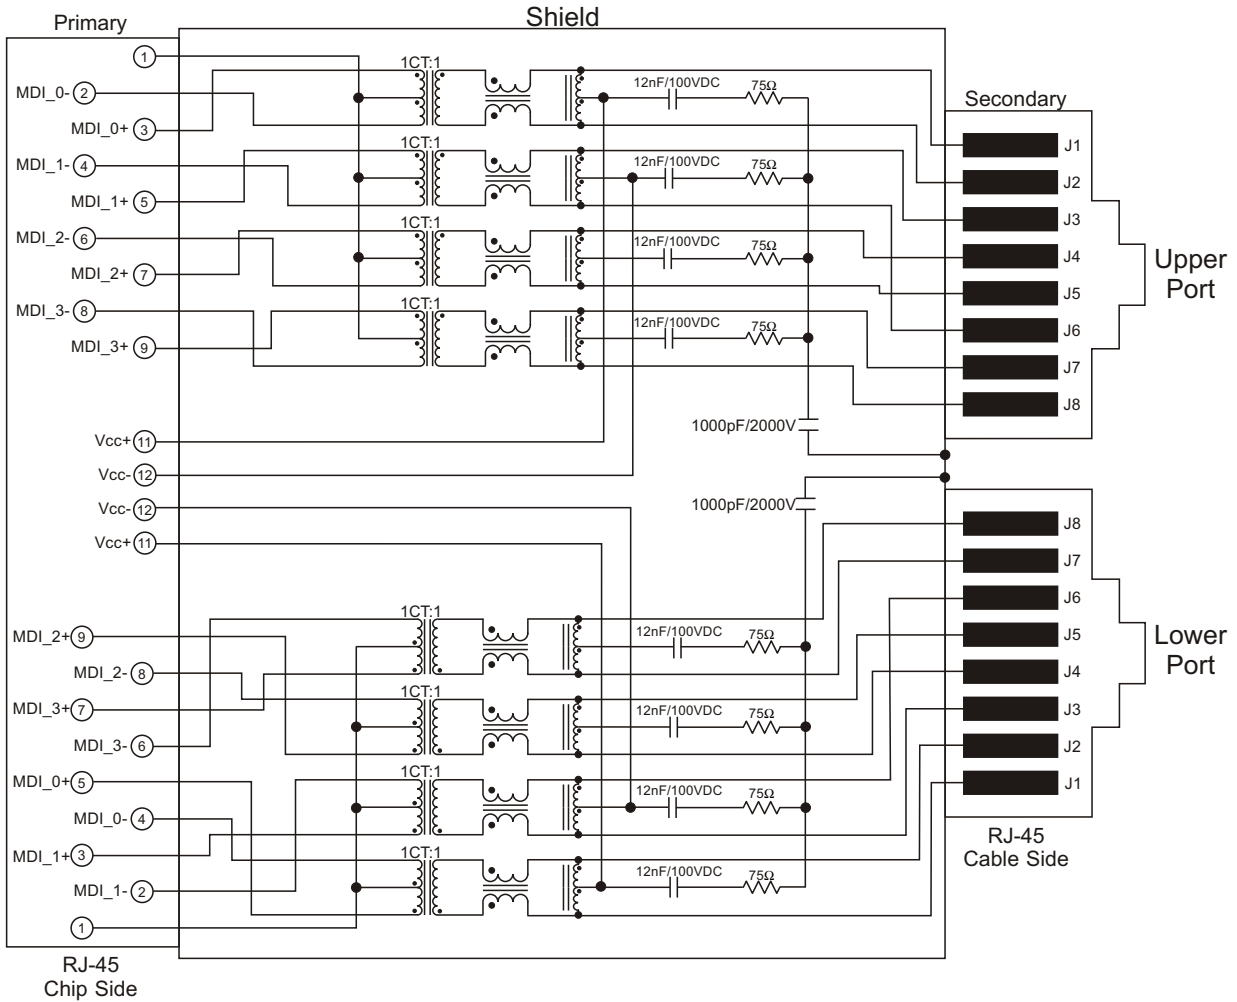 Primary
Shield
1
1CT:1
12nF/100VDC
75Ω
MDI_0- 2
Secondary
MDI_0+ 3
1CT:1
J1
MDI_1- 4
12nF/100VDC
75Ω
J2
MDI_1+ 5
J3
1CT:1
MDI_2- 6
12nF/100VDC
75Ω
J4
Upper
Port
MDI_2+ 7
J5
1CT:1
MDI_3- 8
12nF/100VDC
75Ω
J6
MDI_3+ 9
J7
J8
1000pF/2000V
Vcc+ 11
Vcc- 12
Vcc- 12
1000pF/2000V
J8
Vcc+ 11
J7
J6
1CT:1
MDI_2+ 9
12nF/100VDC
75Ω
J5
Lower
Port
MDI_2- 8
J4
1CT:1
MDI_3+ 7
12nF/100VDC
75Ω
J3
MDI_3- 6
J2
1CT:1
MDI_0+ 5
12nF/100VDC
75Ω
J1
MDI_0- 4
RJ-45
Cable Side
1CT:1
MDI_1+ 3
12nF/100VDC
75Ω
MDI_1- 2
1
RJ-45
Chip Side